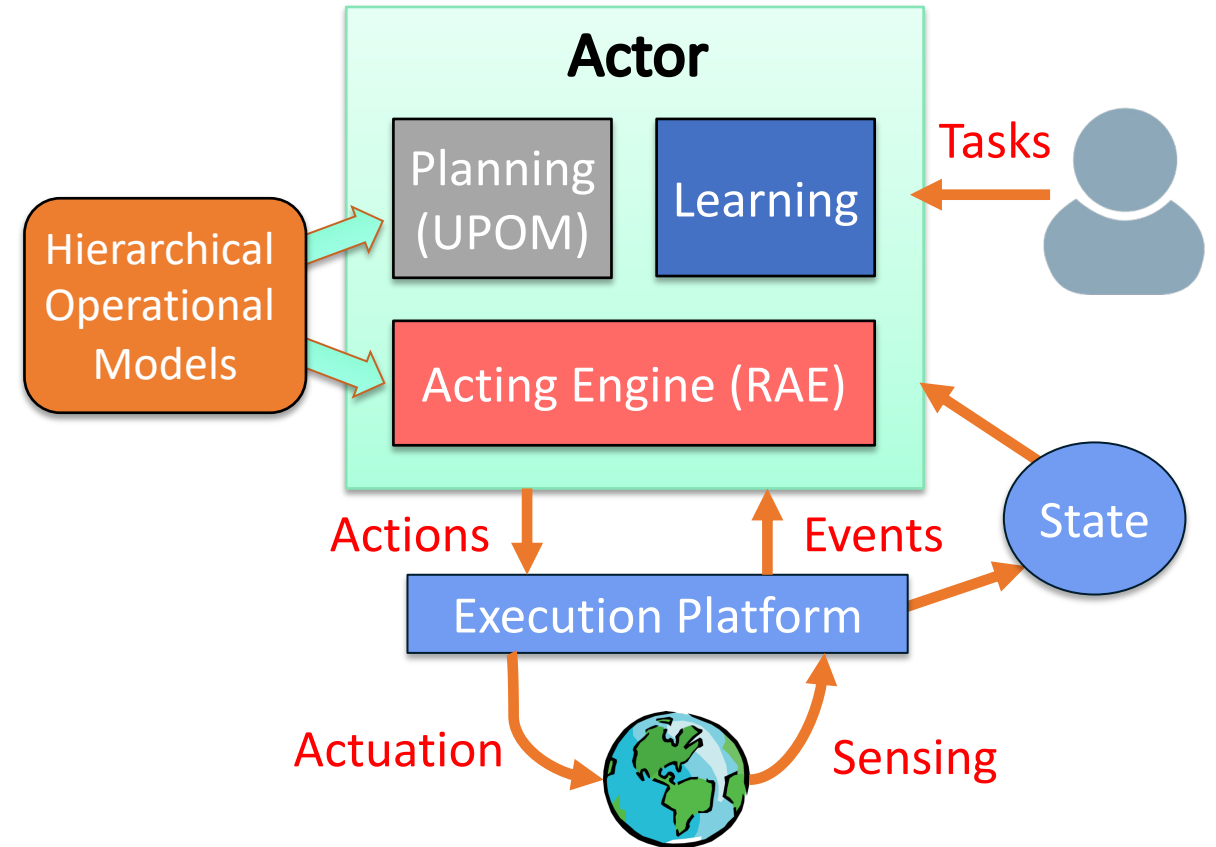 Actor
Planning
(UPOM)
Learning
Tasks
Hierarchical
Operational
Models
Acting Engine (RAE)
Actions
Events
State
Execution Platform
Actuation
Sensing